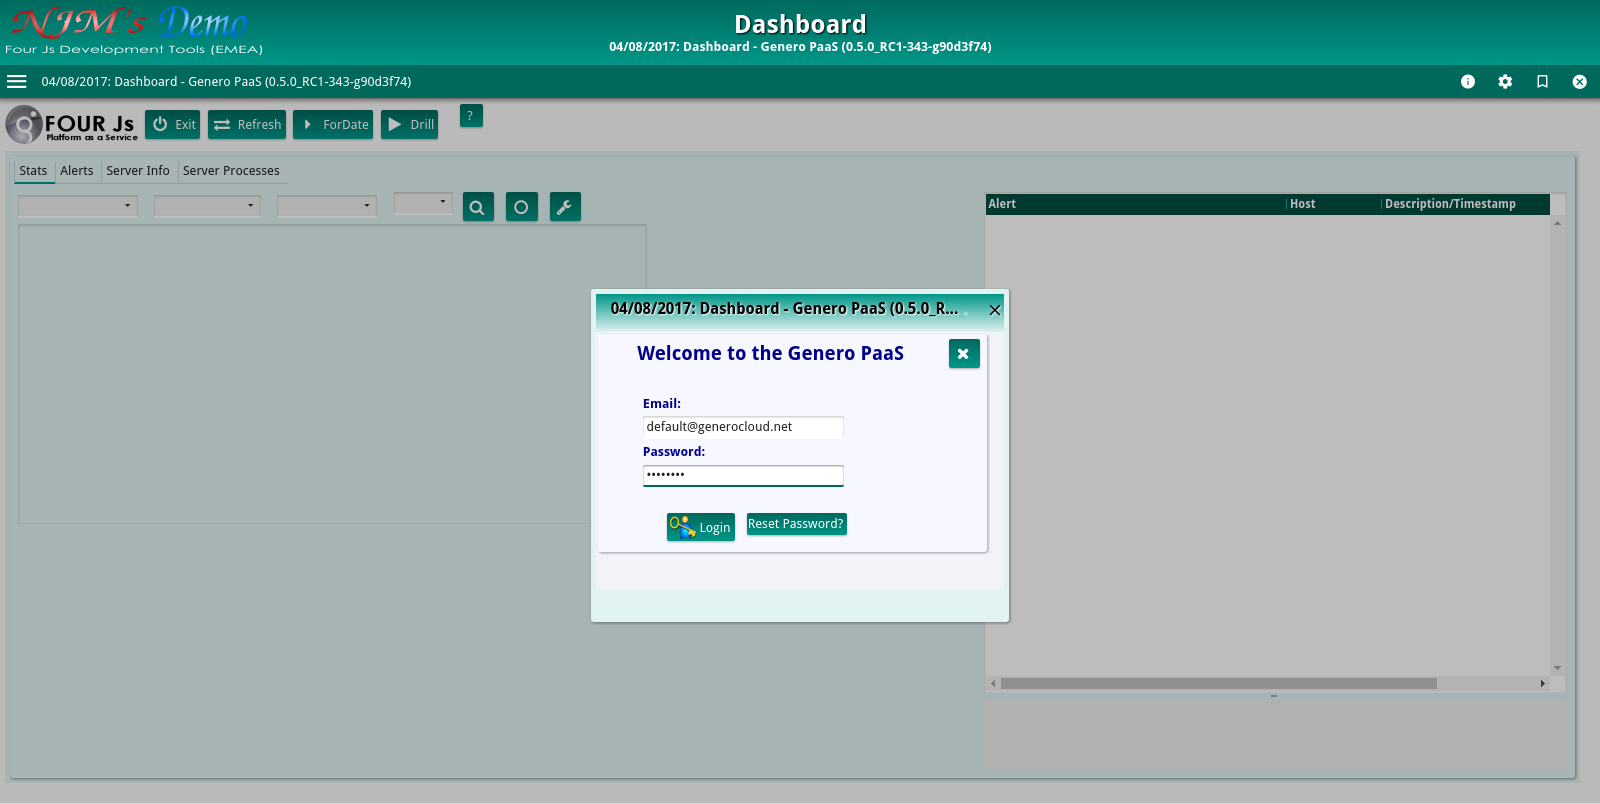 NJM's Demo
Four Js Development Tools (EMEA)
Dashboard
04/08/2017: Dashboard - Genero PaaS (0.5.0_RC1-343-g90d3f74)
04/08/2017: Dashboard - Genero PaaS (0.5.0_RC1-343-g90d3f74)
FOUR Js
Platform as a Service
Exit
Refresh
ForDate
Drill
?
Stats
Alerts
Server Info
Server Processes
Alert
Host
Description/Timestamp
04/08/2017: Dashboard - Genero PaaS (0.5.0_R...
Welcome to the Genero PaaS
Email:
default@generocloud.net
Password:
••••••••
Login
Reset Password?